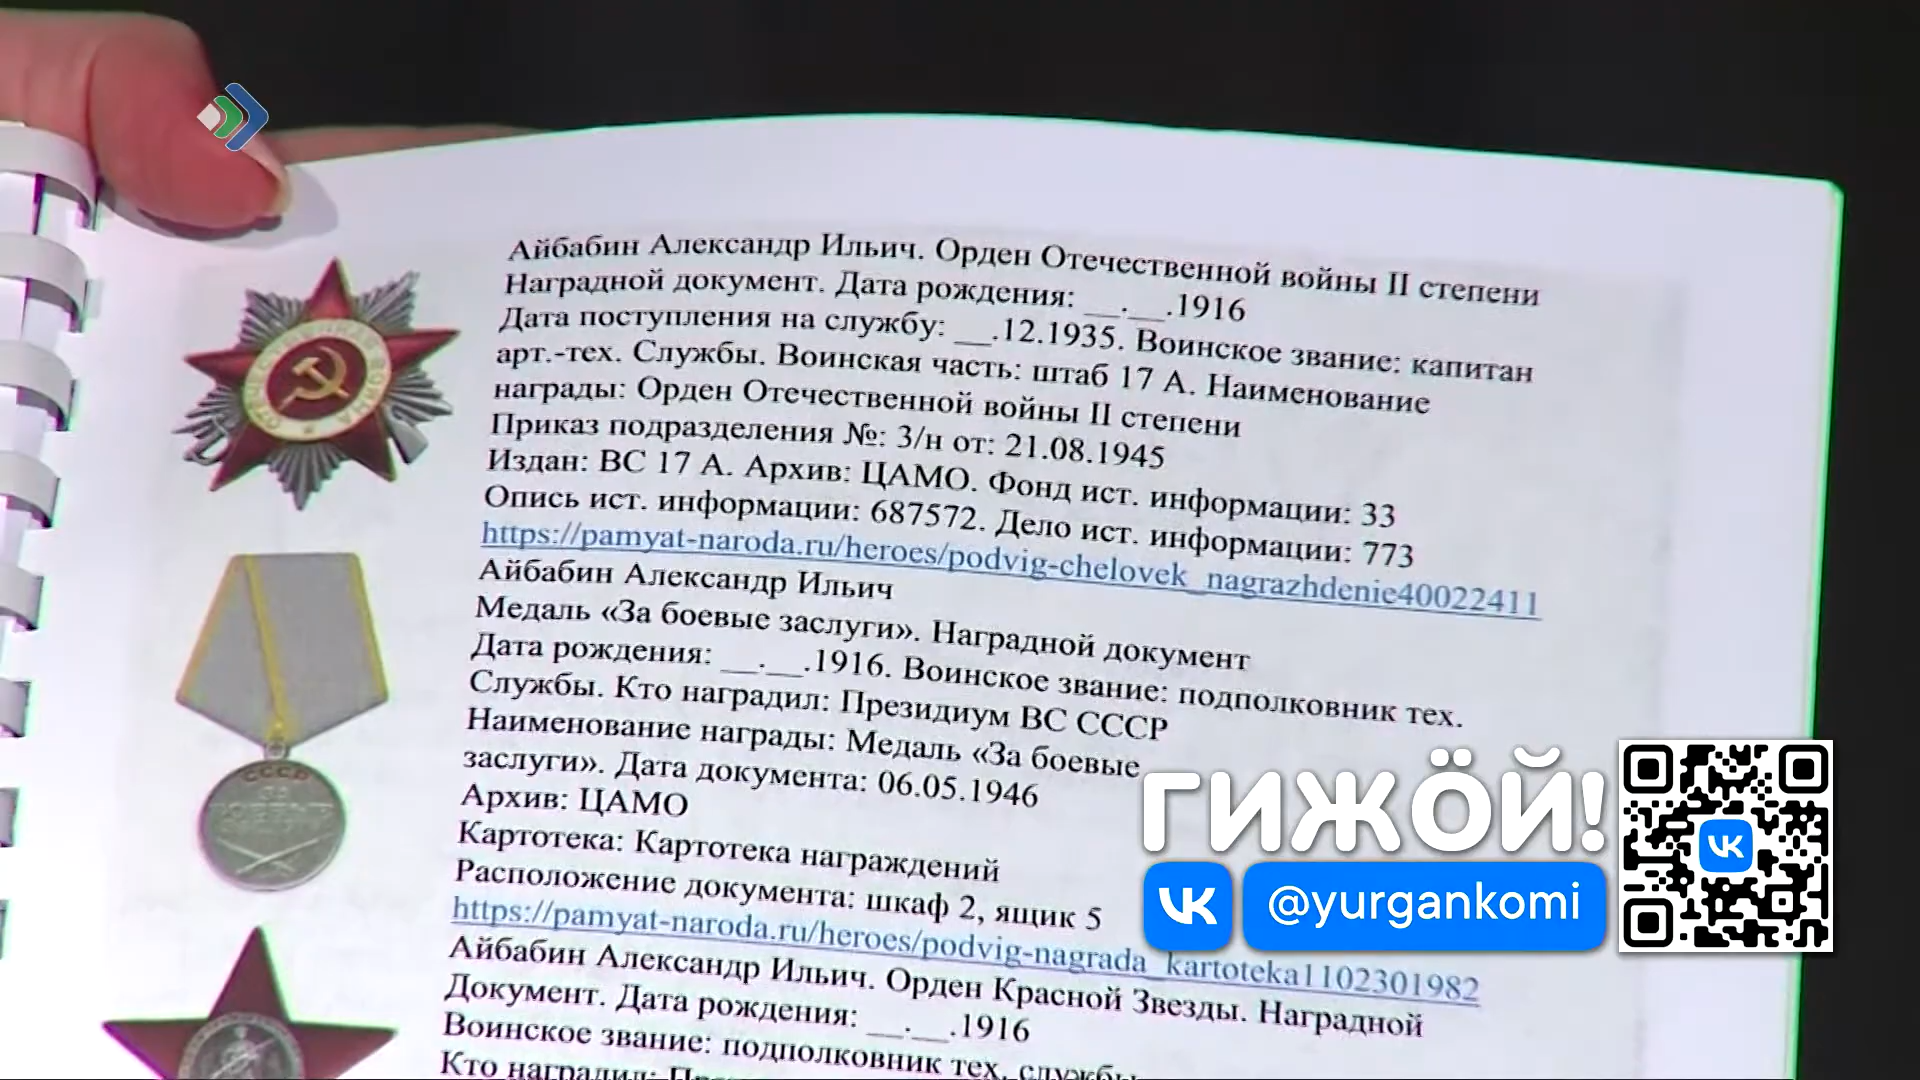 Айбабин Александр Ильич. Орден Отечественной войны II степени
Наградной документ. Дата рождения: __.__.1916
Дата поступления на службу: __.12.1935. Воинское звание: капитан
арт.-тех. Службы. Воинская часть: штаб 17 А. Наименование
награды: Орден Отечественной войны II степени
Приказ подразделения №: 3/н от: 21.08.1945
Издан: ВС 17 А. Архив: ЦАМО. Фонд ист. информации: 33
Опись ист. информации: 687572. Дело ист. информации: 773
https://pamyat-naroda.ru/heroes/podvig-chelovek_nagrazhdenie40022411
Айбабин Александр Ильич
Медаль «За боевые заслуги». Наградной документ
Дата рождения: __.__.1916. Воинское звание: подполковник тех.
Службы. Кто наградил: Президиум ВС СССР
Наименование награды: Медаль «За боевые
заслуги». Дата документа: 06.05.1946
Архив: ЦАМО
Картотека: Картотека награждений
Расположение документа: шкаф 2, ящик 5
https://pamyat-naroda.ru/heroes/podvig-nagrada_kartoteka1102301982
Айбабин Александр Ильич. Орден Красной Звезды. Наградной
Документ. Дата рождения: __.__.1916
Воинское звание: подполковник тех. службы
Кто наградил:
СССР
ГИЖӦЙ!
@yurgankomi